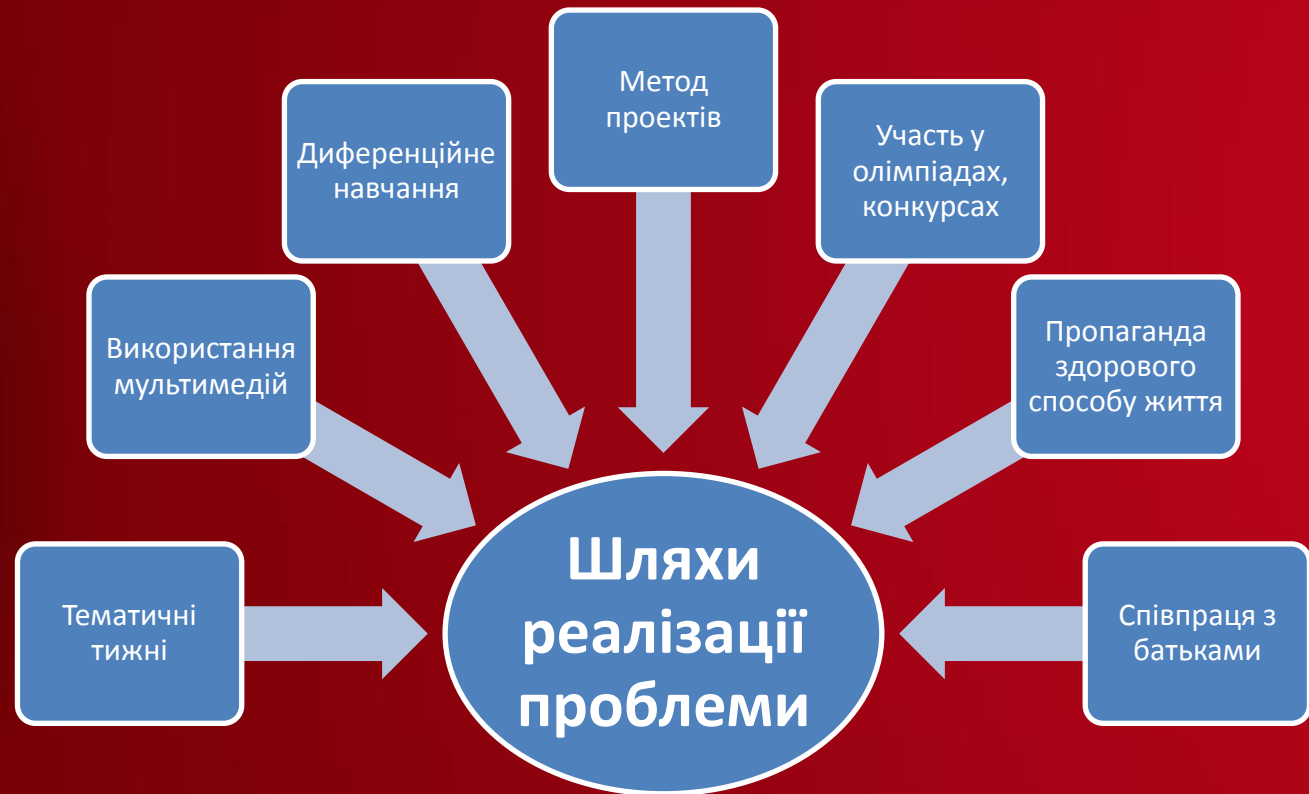 Метод
проектів
Диференційне
навчання
Участь у
олімпіадах,
конкурсах
Використання
мультимедій
Пропаганда
здорового
способу життя
Тематичні
тижні
Шляхи
реалізації
проблеми
Співпраця з
батьками